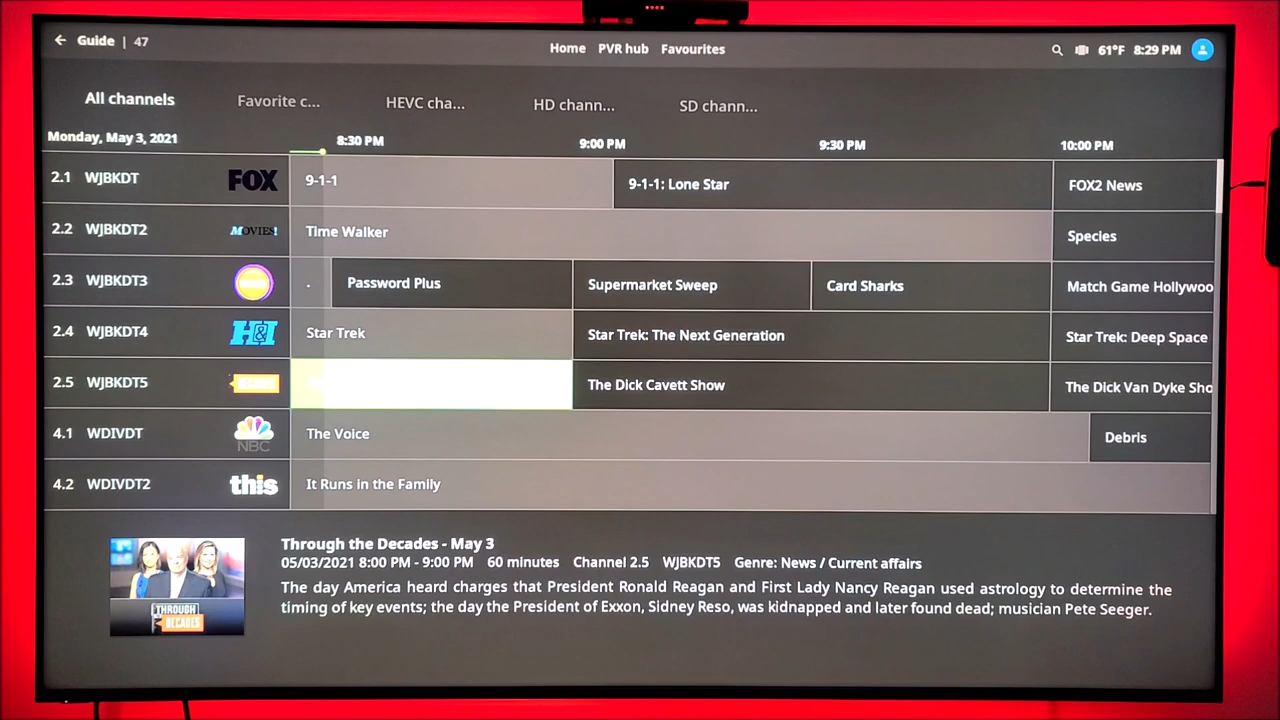 Guide | 47
Home PVR hub Favourites
61°F 8:29 PM
All channels Favorite c... HEVC cha... HD chann... SD chann...
Monday, May 3, 2021 8:30 PM 9:00 PM 9:30 PM 10:00 PM
2.1 WJBKDT FOX 9-1-1 9-1-1: Lone Star FOX2 News
2.2 WJBKDT2 MOVIES! Time Walker Species
2.3 WJBKDT3 . Password Plus Supermarket Sweep Card Sharks Match Game Hollywoo
2.4 WJBKDT4 H&I Star Trek Star Trek: The Next Generation Star Trek: Deep Space
2.5 WJBKDT5 DECADES The Dick Cavett Show The Dick Van Dyke Sho
4.1 WDIVDT NBC The Voice Debris
4.2 WDIVDT2 this It Runs in the Family
Through the Decades - May 3
05/03/2021 8:00 PM - 9:00 PM 60 minutes Channel 2.5 WJBKDT5 Genre: News / Current affairs
The day America heard charges that President Ronald Reagan and First Lady Nancy Reagan used astrology to determine the
timing of key events; the day the President of Exxon, Sidney Reso, was kidnapped and later found dead; musician Pete Seeger.
THROUGH
DECADES